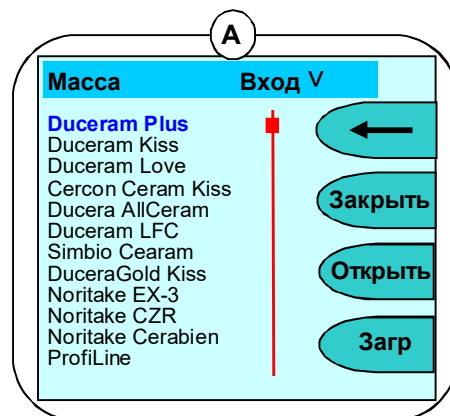 A
Масса Вход V
Duceram Plus
Duceram Kiss
Duceram Love
Cercon Ceram Kiss
Ducera AllCeram
Duceram LFC
Simbio Cearam
DuceraGold Kiss
Noritake EX-3
Noritake CZR
Noritake Cerabien
ProfiLine
Закрыть
Открыть
Загр